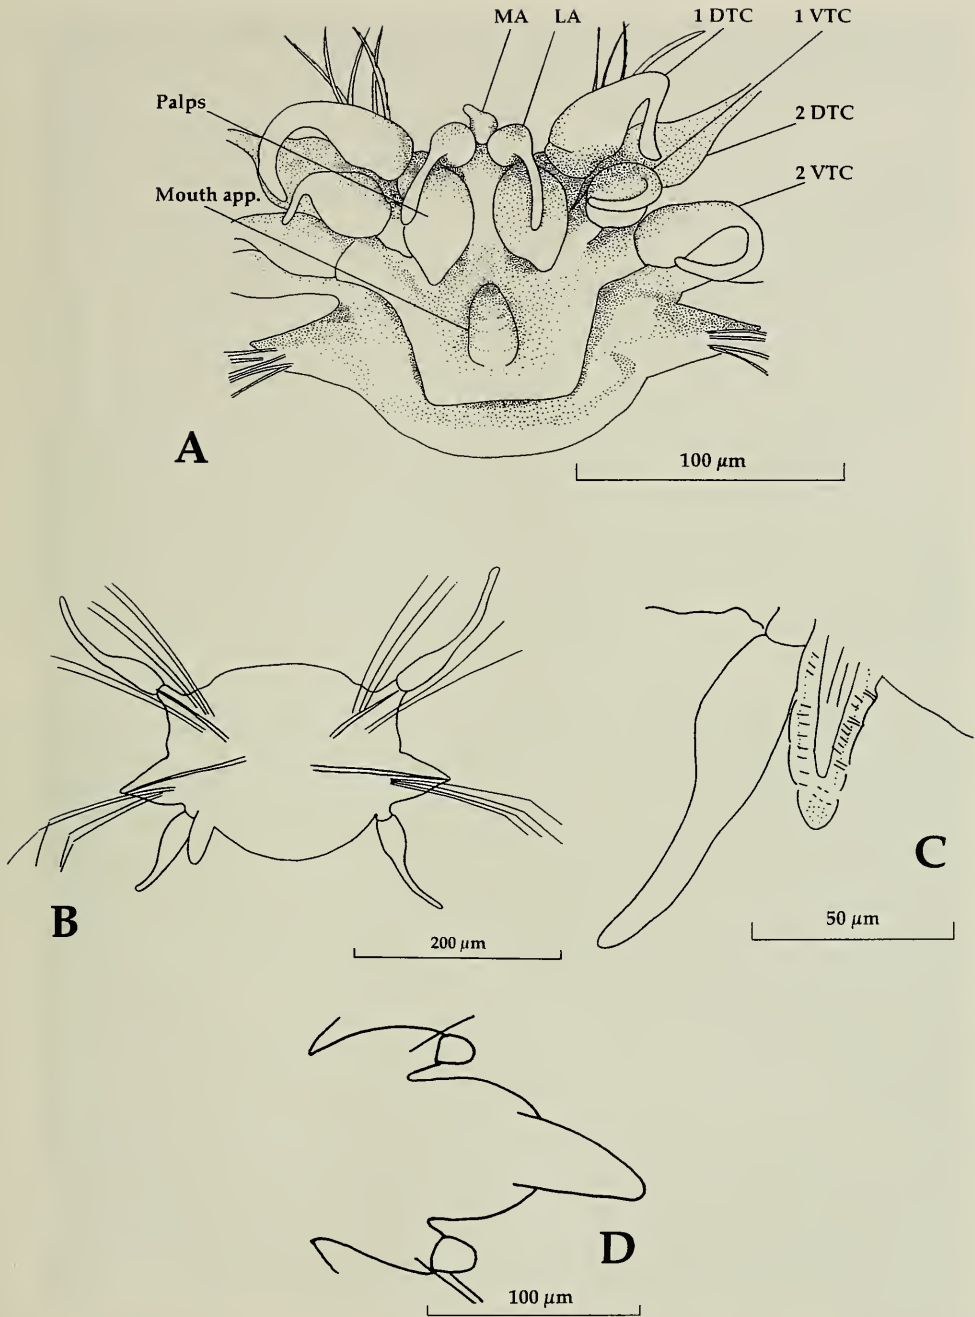 MA LA 1 DTC 1 VTC
Palps
2 DTC
2 VTC
Mouth app.
A
100 µm
B
200 µm
C
50 µm
D
100 µm